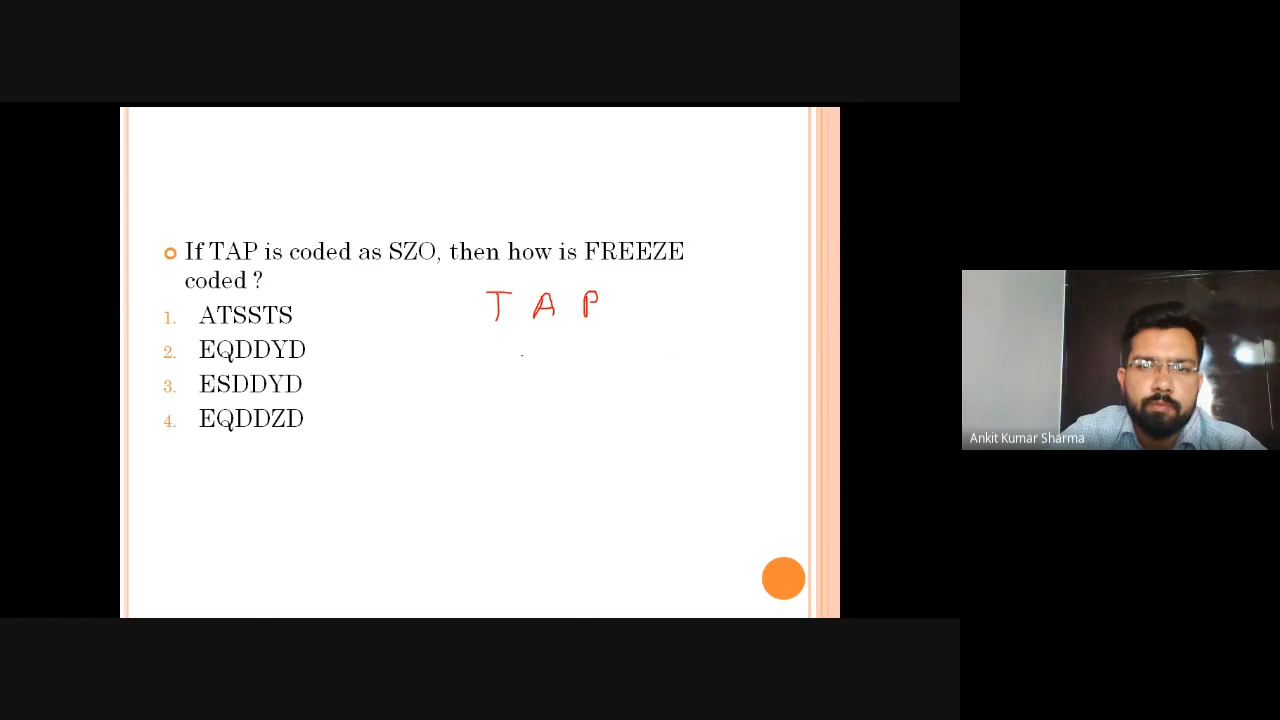 If TAP is coded as SZO, then how is FREEZE
coded ?
1. ATSSTS
T A P
2. EQDDYD
3. ESDDYD
4. EQDDZD
Ankit Kumar Sharma